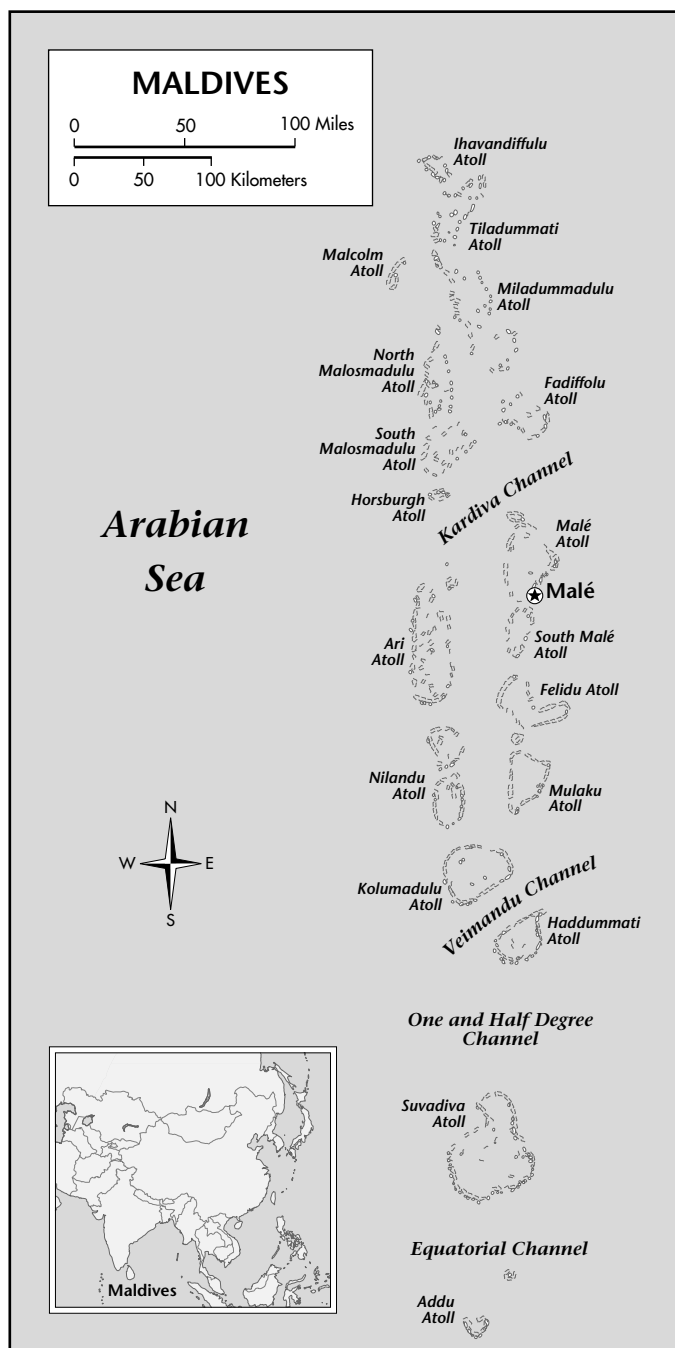 MALDIVES
0 50 100 Miles
0 50 100 Kilometers
Ihavandiffulu
Atoll
Tiladummati
Atoll
Malcolm
Atoll
Miladummadulu
Atoll
North
Malosmadulu
Atoll
Fadiffolu
Atoll
South
Malosmadulu
Atoll
Kardiva Channel
Horsburgh
Atoll
Arabian
Sea
Malé
Atoll
Malé
Ari
Atoll
South Malé
Atoll
Felidu Atoll
Nilandu
Atoll
Mulaku
Atoll
N
W E
S
Kolumadulu
Atoll
Veimandu Channel
Haddummati
Atoll
One and Half Degree
Channel
Suvadiva
Atoll
Equatorial Channel
Addu
Atoll
Maldives